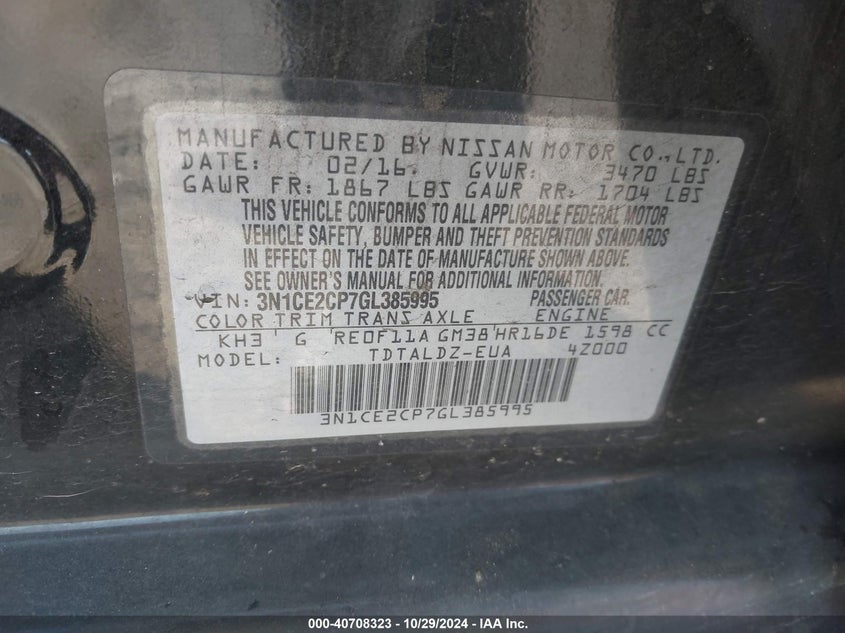 MANUFACTURED BY NISSAN MOTOR CO.,LTD.
DATE: 02/16 GVWR: 3470 LBS
GAWR FR: 1867 LBS GAWR RR: 1704 LBS
THIS VEHICLE CONFORMS TO ALL APPLICABLE FEDERAL MOTOR
VEHICLE SAFETY, BUMPER AND THEFT PREVENTION STANDARDS
IN EFFECT ON THE DATE OF MANUFACTURE SHOWN ABOVE.
SEE OWNER'S MANUAL FOR ADDITIONAL INFORMATION.
VIN: 3N1CE2CP7GL385995 PASSENGER CAR.
COLOR TRIM TRANS AXLE ENGINE
KH3 G RE0F11A GM38 HR16DE 1598 CC
MODEL: TDTALDZ-EUA 4Z000
3N1CE2CP7GL385995
000-40708323 - 10/29/2024 - IAA Inc.